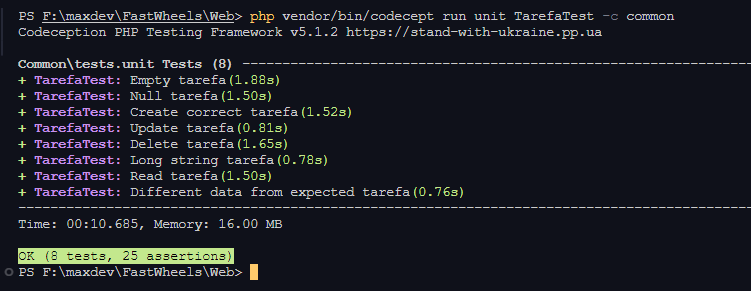 PS F:\maxdev\FastWheels\Web> php vendor/bin/codecept run unit TarefaTest -c common
Codeception PHP Testing Framework v5.1.2 https://stand-with-ukraine.pp.ua
Common\tests.unit Tests (8) ----------------------------------------------------------------
+ TarefaTest: Empty tarefa(1.88s)
+ TarefaTest: Null tarefa(1.50s)
+ TarefaTest: Create correct tarefa(1.52s)
+ TarefaTest: Update tarefa(0.81s)
+ TarefaTest: Delete tarefa(1.65s)
+ TarefaTest: Long string tarefa(0.78s)
+ TarefaTest: Read tarefa(1.50s)
+ TarefaTest: Different data from expected tarefa(0.76s)
--------------------------------------------------------------------------------------------
Time: 00:10.685, Memory: 16.00 MB
OK (8 tests, 25 assertions)
PS F:\maxdev\FastWheels\Web>